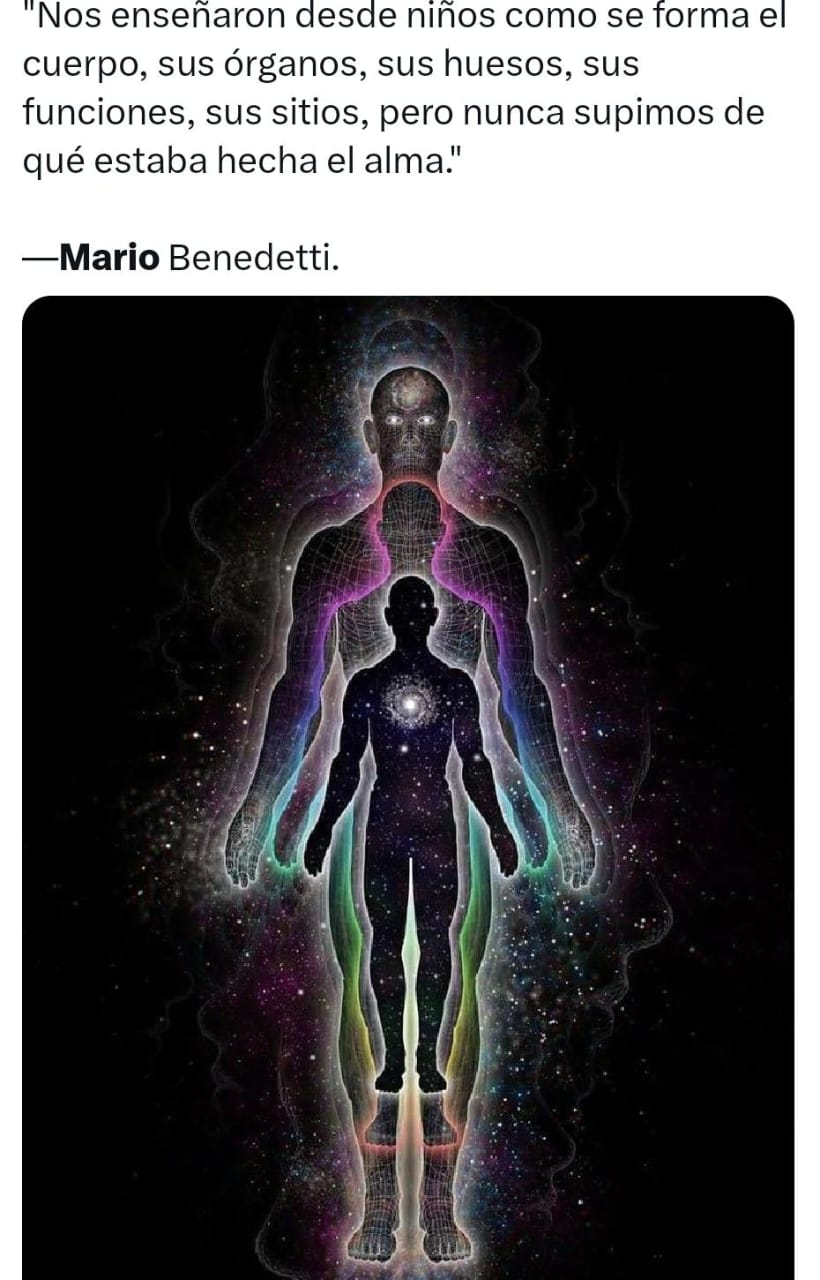 "Nos enseñaron desde niños como se forma el
cuerpo, sus órganos, sus huesos, sus
funciones, sus sitios, pero nunca supimos de
qué estaba hecha el alma."
—Mario Benedetti.